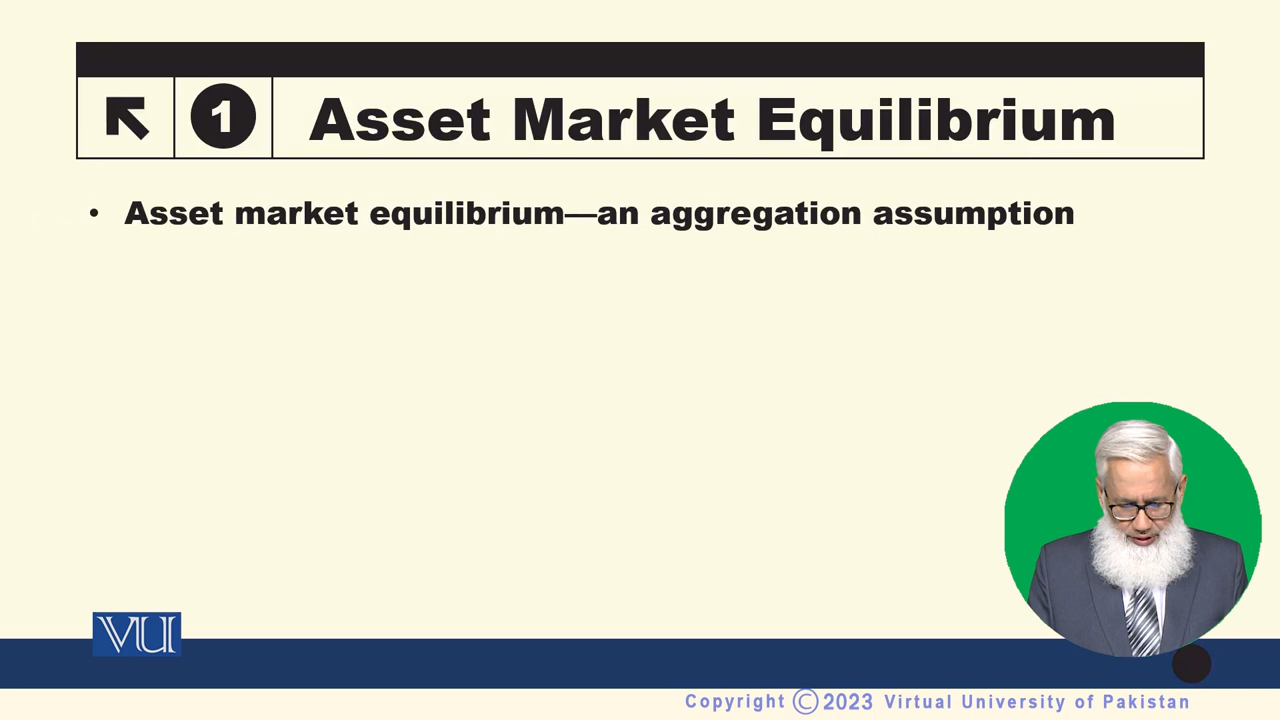 1 Asset Market Equilibrium
• Asset market equilibrium—an aggregation assumption
VU
Copyright ©2023 Virtual University of Pakistan